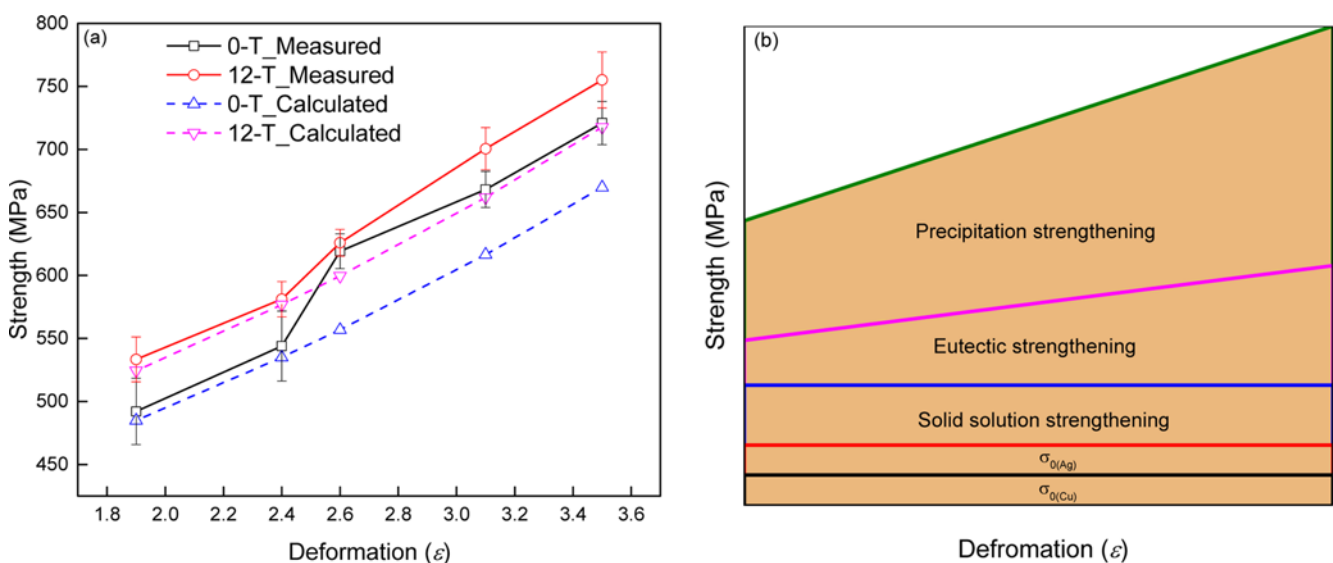 (a)
0-T_Measured
12-T_Measured
0-T_Calculated
12-T_Calculated
800
750
700
650
600
550
500
450
Strength (MPa)
1.8 2.0 2.2 2.4 2.6 2.8 3.0 3.2 3.4 3.6
Deformation (ε)
(b)
Precipitation strengthening
Eutectic strengthening
Solid solution strengthening
σ0(Ag)
σ0(Cu)
Strength (MPa)
Defromation (ε)